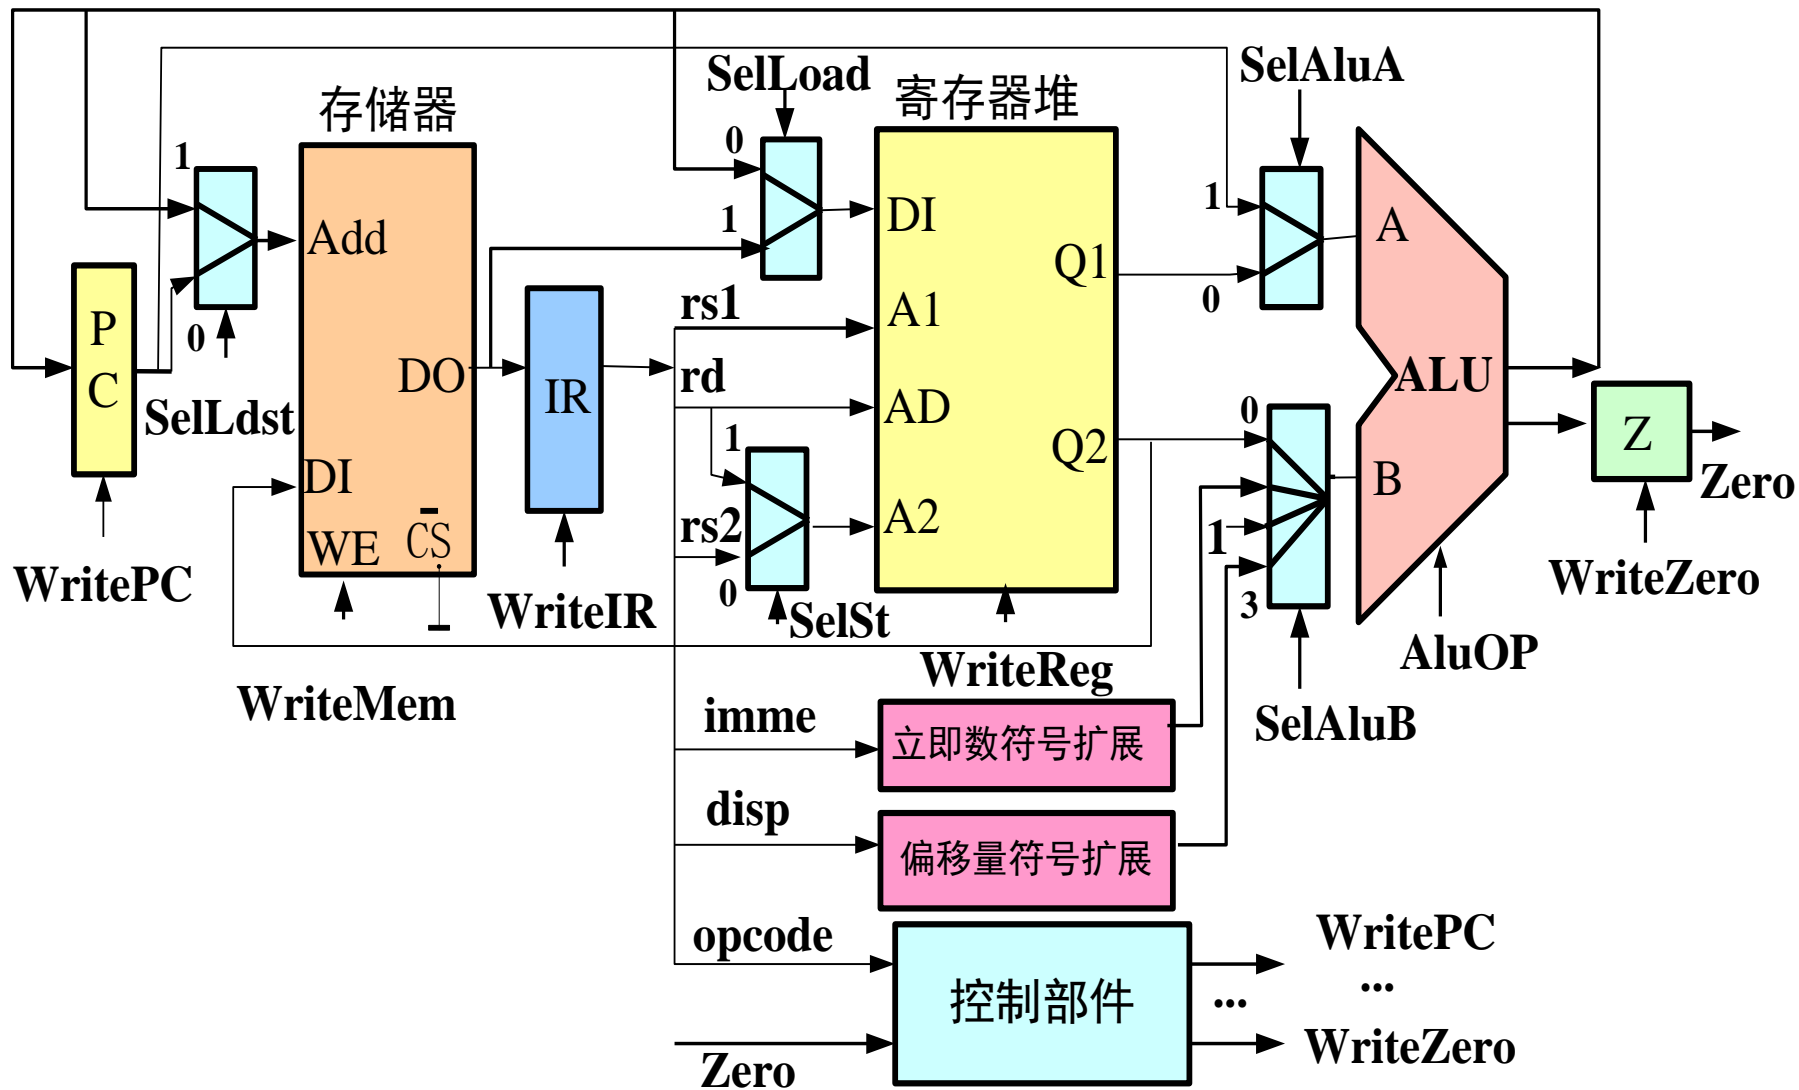 SelLoad
寄存器堆
SelAluA
存储器
1
0
1
1
0
Add
DI
Q1
A
P
C
0
SelLdst
DO
IR
rs1
A1
rd
AD
Q2
ALU
0
B
Z
Zero
DI
WE
CS
1
rs2
0
A2
1
3
WritePC
WriteIR
SelSt
WriteReg
AluOP
WriteZero
WriteMem
SelAluB
imme
立即数符号扩展
disp
偏移量符号扩展
opcode
控制部件
WritePC
...
...
WriteZero
Zero